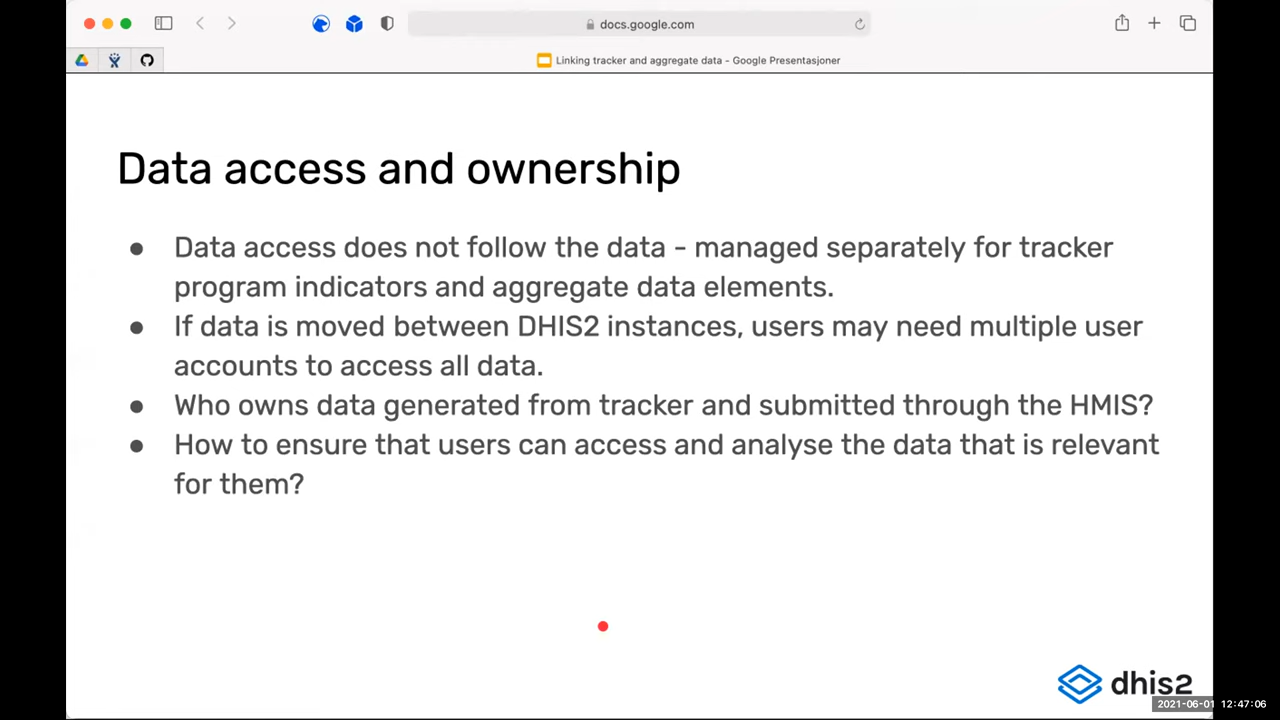 docs.google.com
Linking tracker and aggregate data - Google Presentasjoner
Data access and ownership
● Data access does not follow the data - managed separately for tracker
program indicators and aggregate data elements.
● If data is moved between DHIS2 instances, users may need multiple user
accounts to access all data.
● Who owns data generated from tracker and submitted through the HMIS?
● How to ensure that users can access and analyse the data that is relevant
for them?
dhis2
2021-06-01 12:47:06